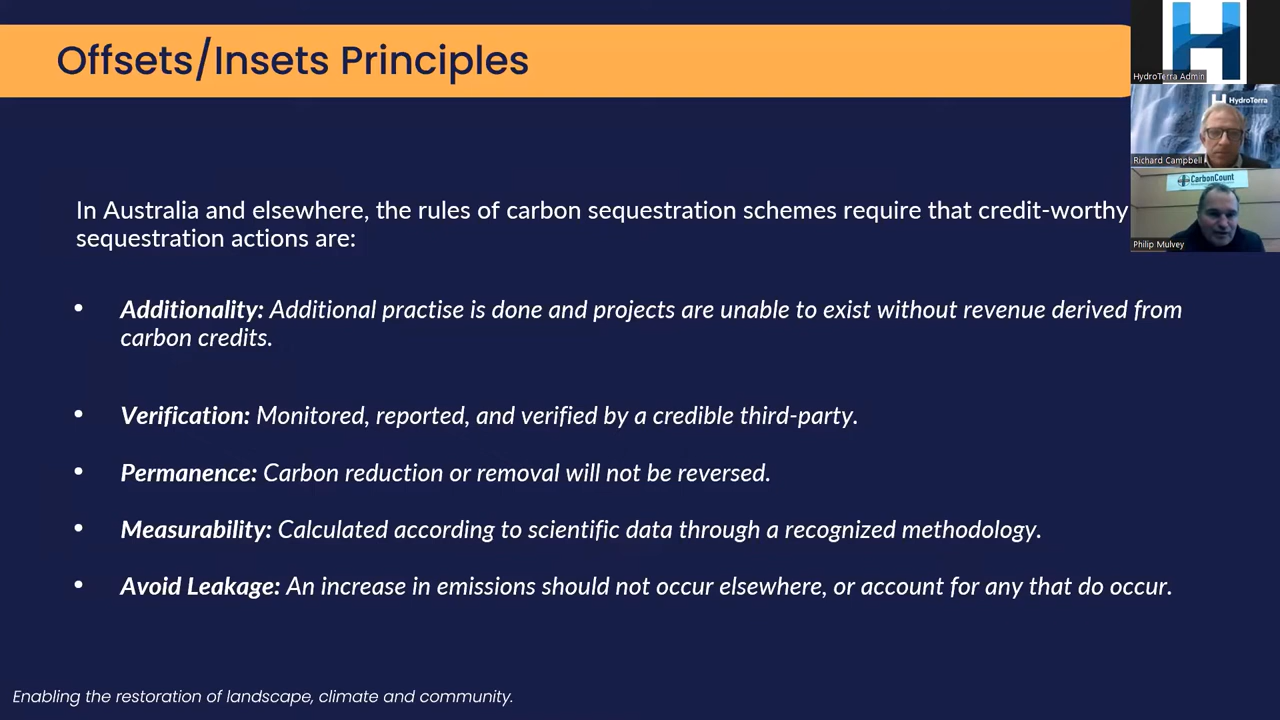 Offsets/Insets Principles
HydroTerra Admin
HydroTerra
Richard Campbell
CarbonCount
Philip Mulvey
In Australia and elsewhere, the rules of carbon sequestration schemes require that credit-worthy
sequestration actions are:
• Additionality: Additional practise is done and projects are unable to exist without revenue derived from
carbon credits.
• Verification: Monitored, reported, and verified by a credible third-party.
• Permanence: Carbon reduction or removal will not be reversed.
• Measurability: Calculated according to scientific data through a recognized methodology.
• Avoid Leakage: An increase in emissions should not occur elsewhere, or account for any that do occur.
Enabling the restoration of landscape, climate and community.